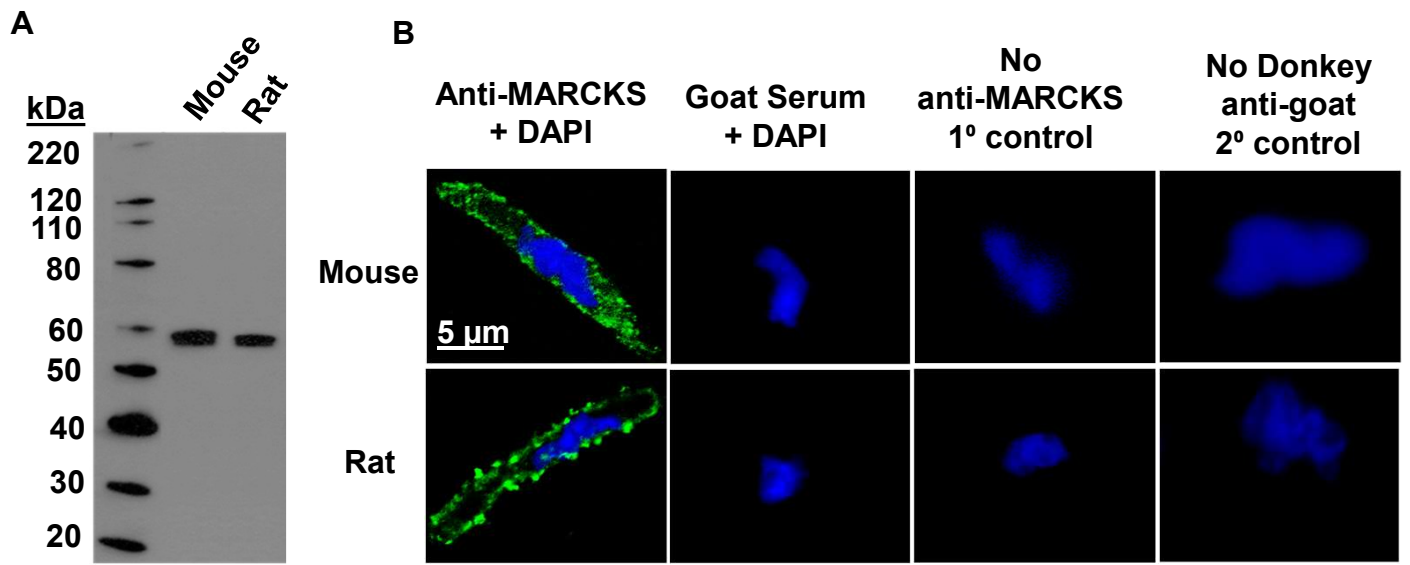 A
kDa
Mouse
Rat
220
120
110
80
60
50
40
30
20
B
Anti-MARCKS
+ DAPI
Goat Serum
+ DAPI
No
anti-MARCKS
1º control
No Donkey
anti-goat
2º control
Mouse
5 µm
Rat